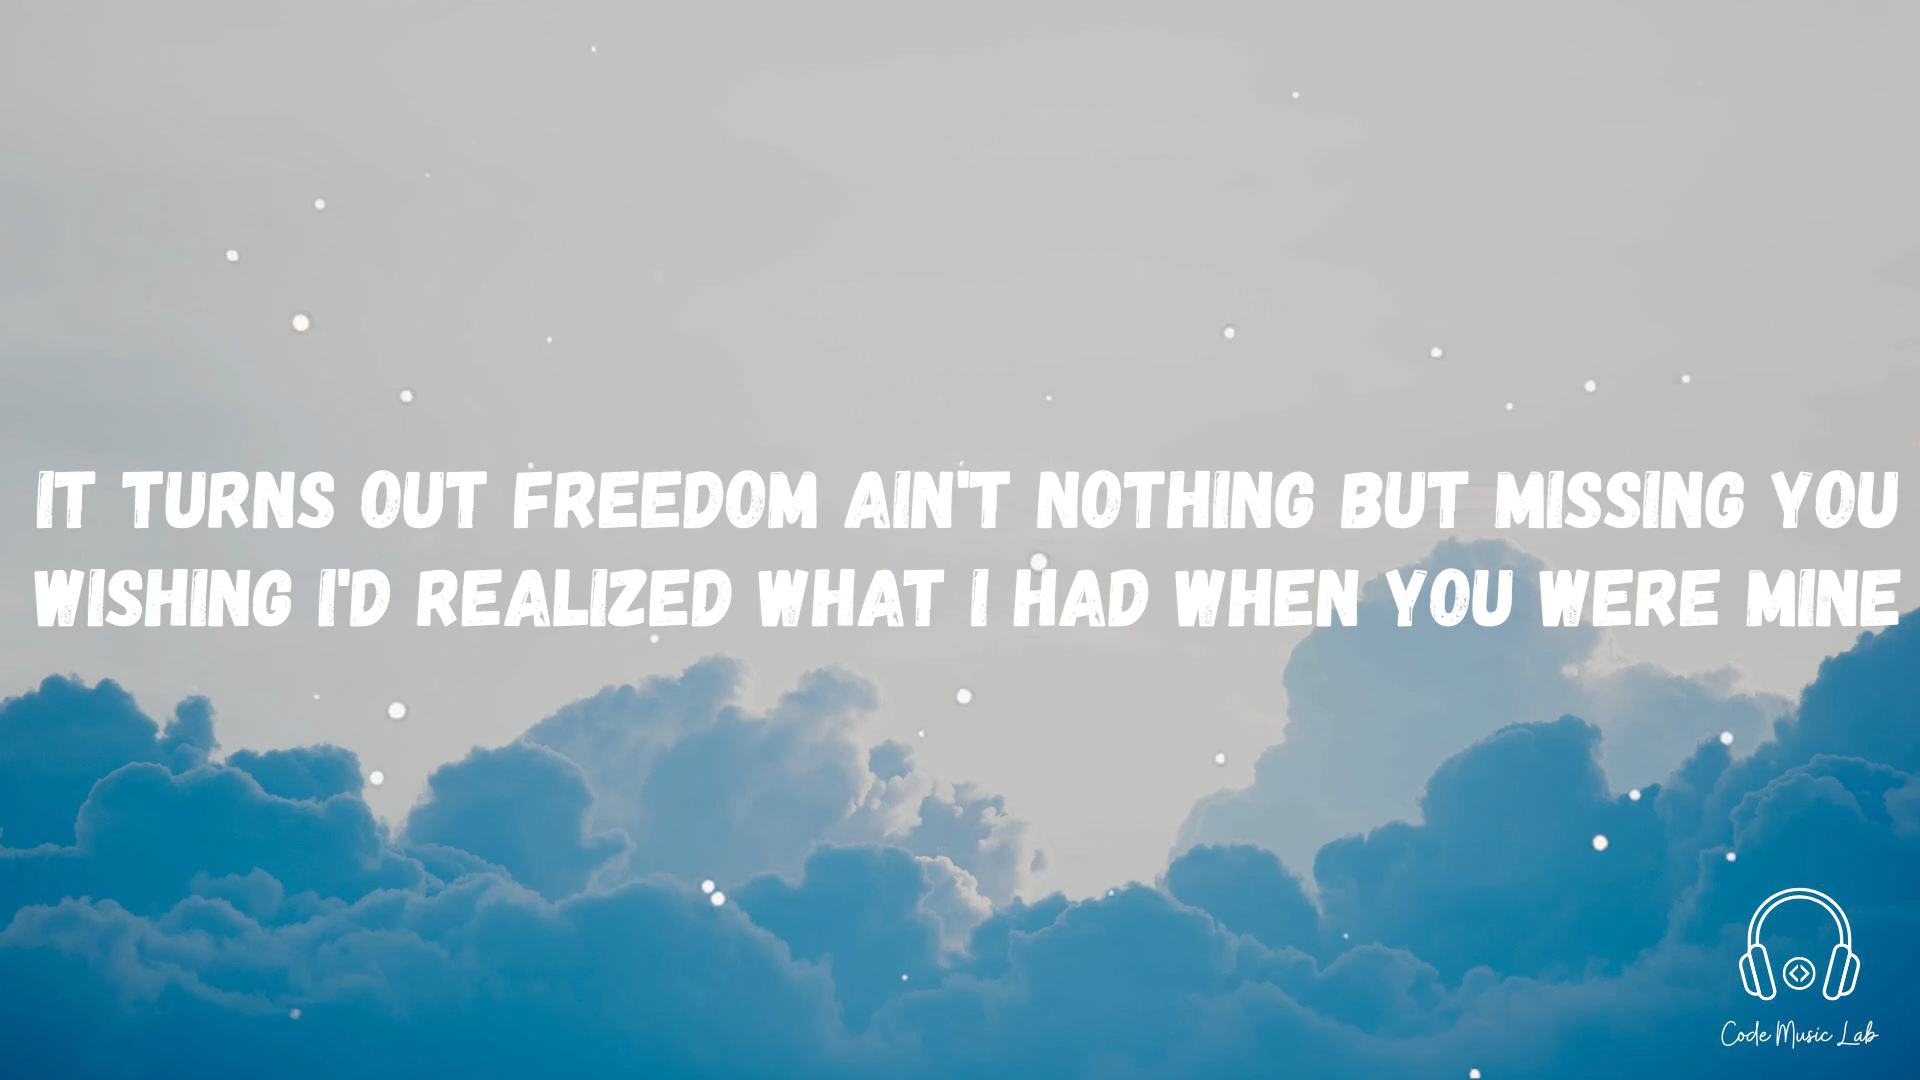 IT TURNS OUT FREEDOM AIN'T NOTHING BUT MISSING YOU
WISHING I'D REALIZED WHAT I HAD WHEN YOU WERE MINE
Code Music Lab